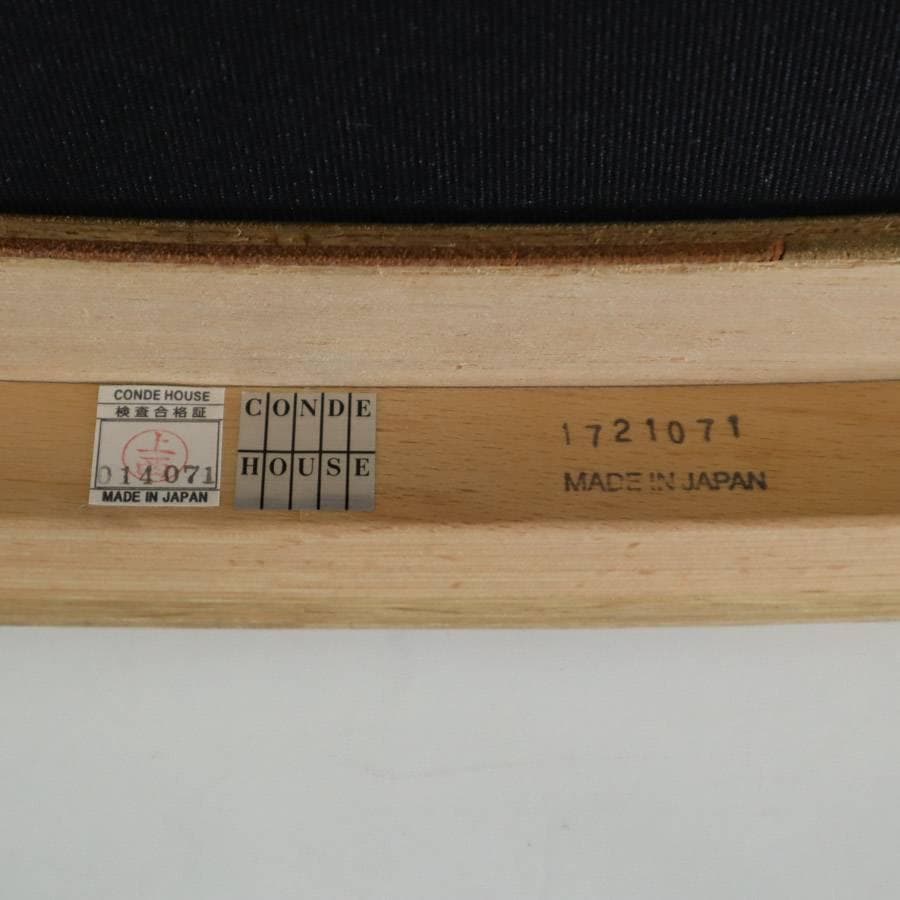 CONDE HOUSE
検査合格証
014071
MADE IN JAPAN
CONDE
HOUSE
1721071
MADE IN JAPAN